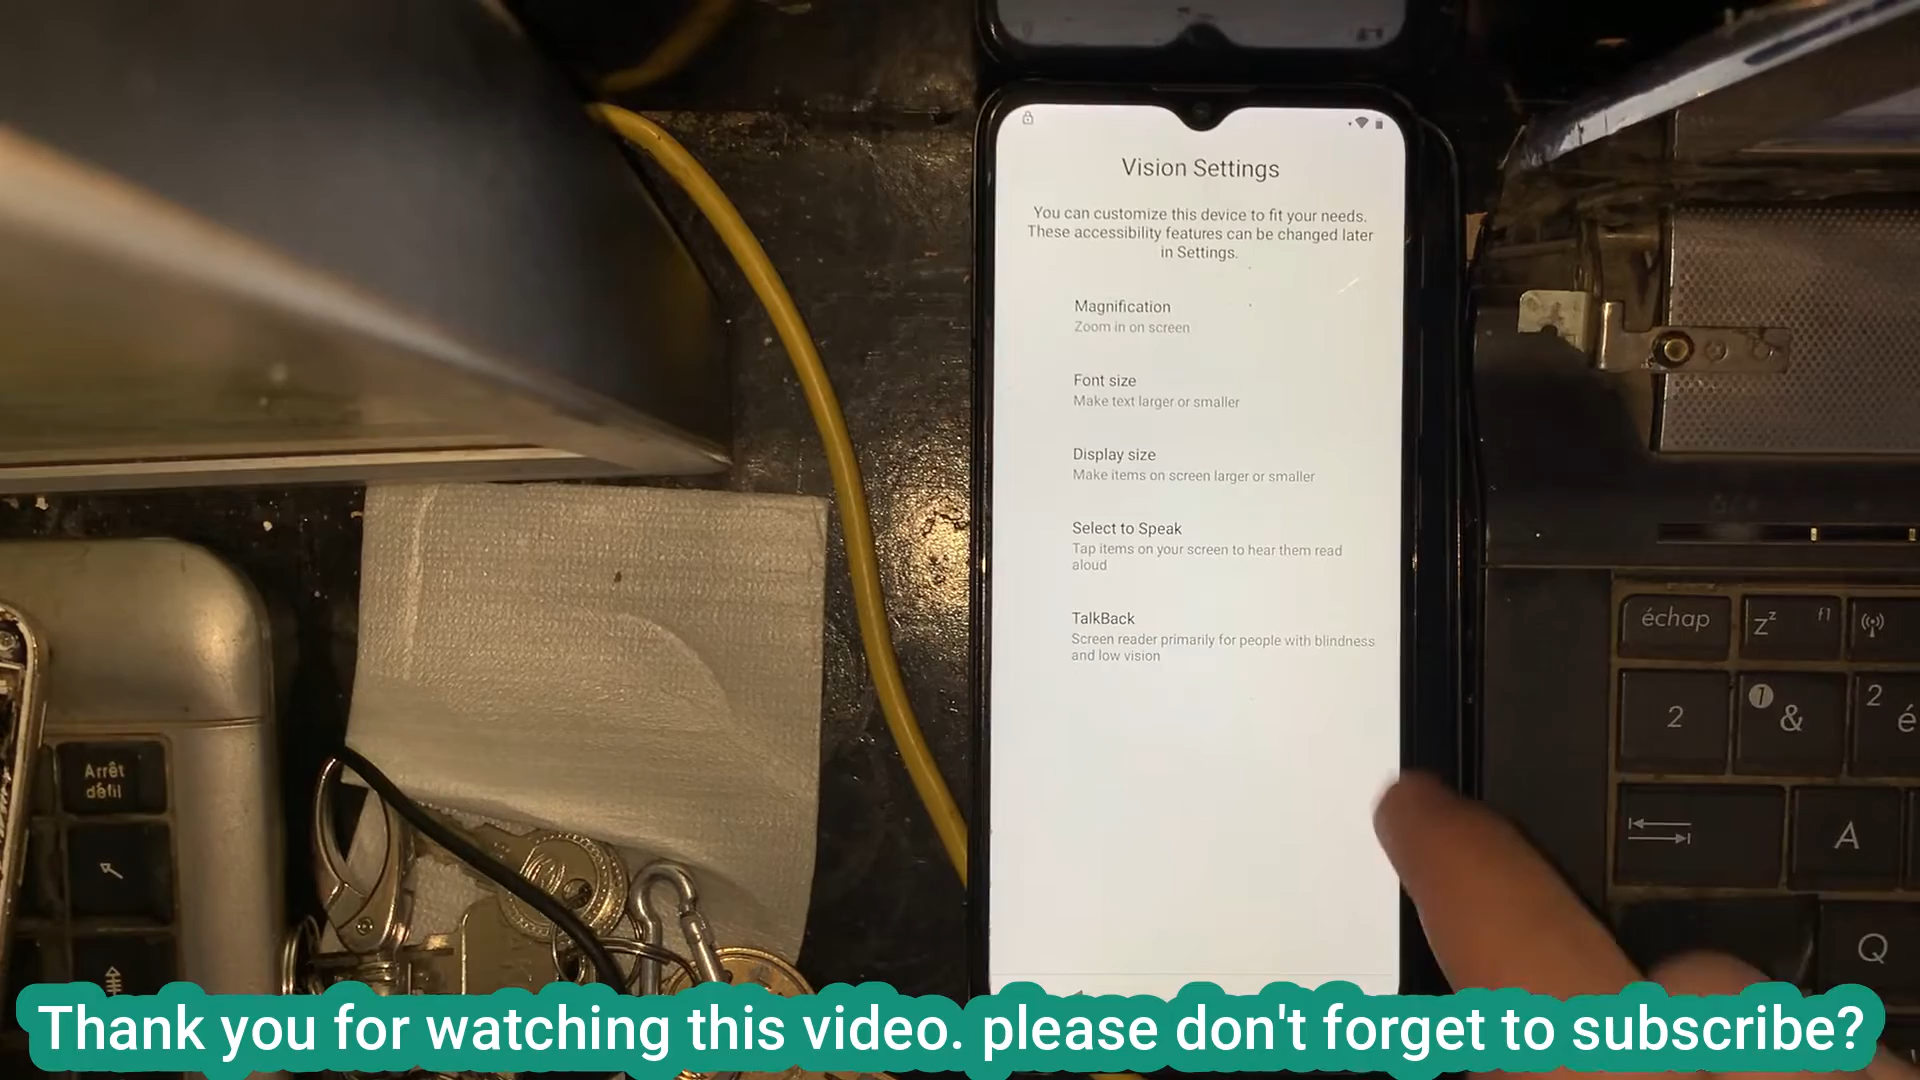 Vision Settings
You can customize this device to fit your needs.
These accessibility features can be changed later
in Settings.
Magnification
Zoom in on screen
Font size
Make text larger or smaller
Display size
Make items on screen larger or smaller
Select to Speak
Tap items on your screen to hear them read
aloud
TalkBack
Screen reader primarily for people with blindness
and low vision
échap
zᶻ f1
2
1 &
2 é
A
Q
Arrêt
défil
Thank you for watching this video. please don't forget to subscribe?